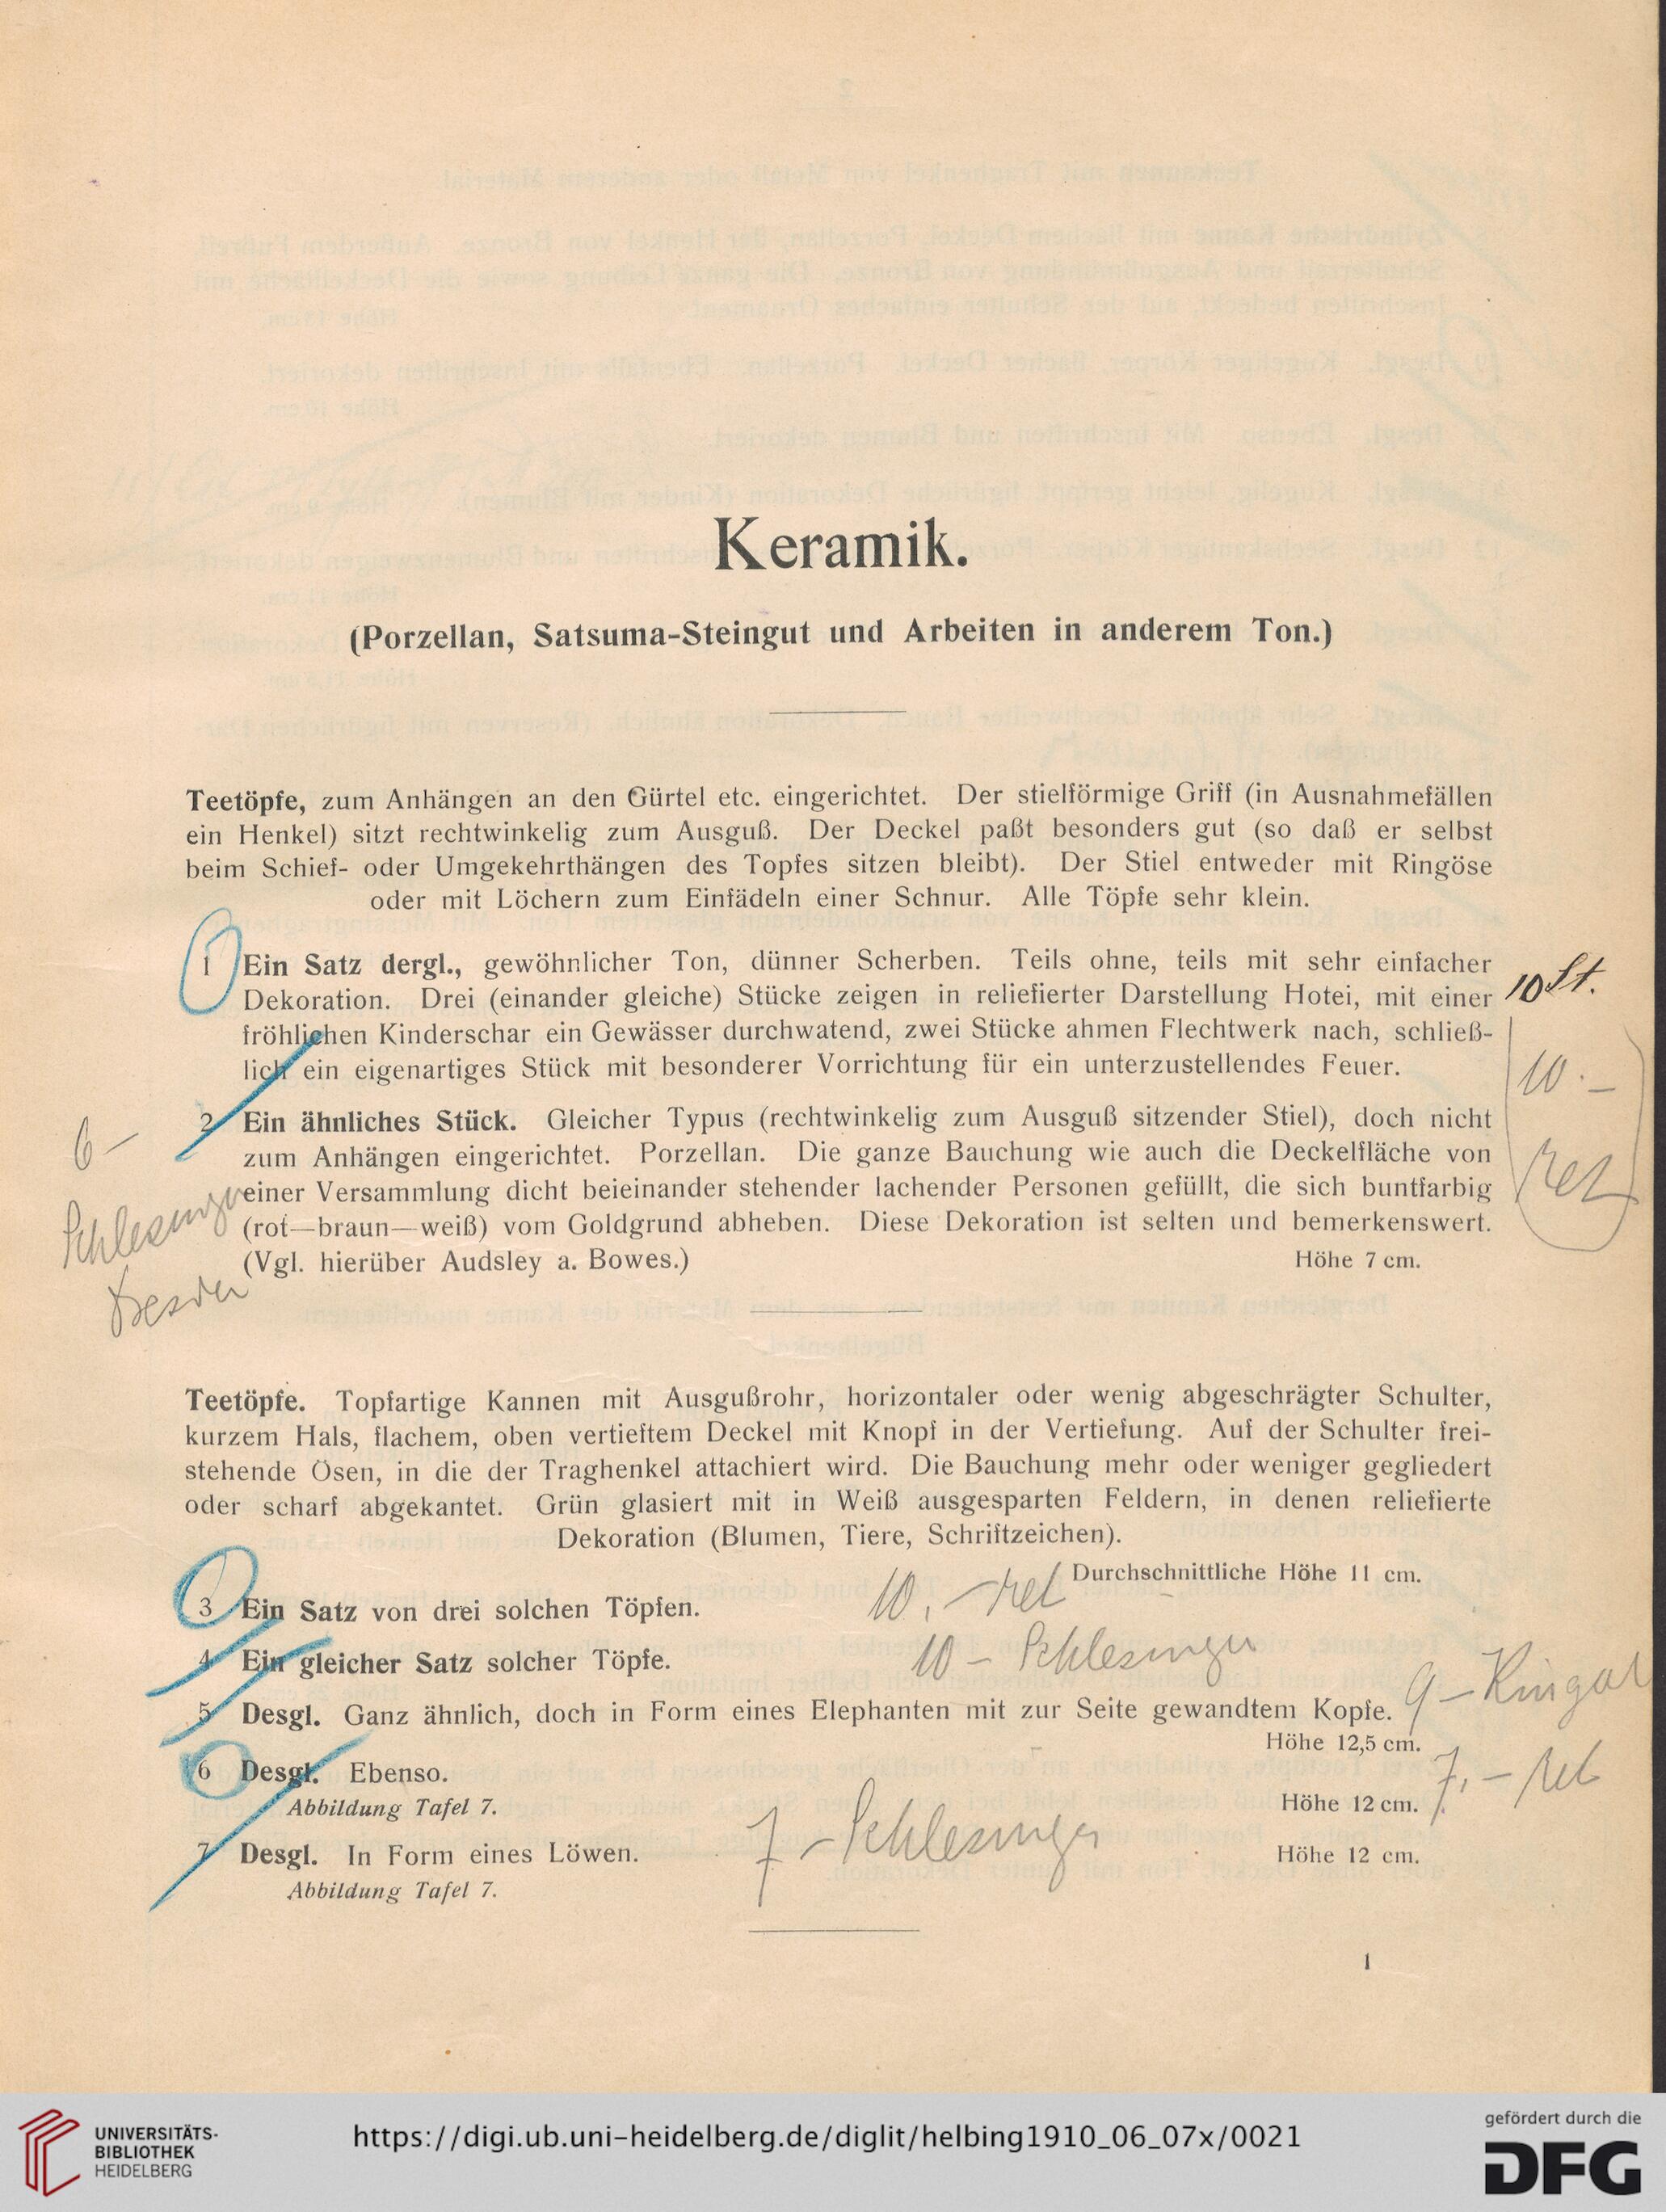 Keramik.
(Porzellan, Satsuma-Steingut und Arbeiten in anderem Ton.)
Teetöpfe, zum Anhängen an den Gürtel etc. eingerichtet. Der stielförmige Griff (in Ausnahmefällen
ein Henkel) sitzt rechtwinkelig zum Ausguß. Der Deckel paßt besonders gut (so daß er selbst
beim Schief- oder Umgekehrthängen des Topfes sitzen bleibt). Der Stiel entweder mit Ringöse
oder mit Löchern zum Einfädeln einer Schnur. Alle Töpfe sehr klein.
1 Ein Satz dergl., gewöhnlicher Ton, dünner Scherben. Teils ohne, teils mit sehr einfacher
Dekoration. Drei (einander gleiche) Stücke zeigen in reliefierter Darstellung Hotei, mit einer
10 St.
fröhlichen Kinderschar ein Gewässer durchwatend, zwei Stücke ahmen Flechtwerk nach, schließ-
lich ein eigenartiges Stück mit besonderer Vorrichtung für ein unterzustellendes Feuer.
10.-
ret
2 Ein ähnliches Stück. Gleicher Typus (rechtwinkelig zum Ausguß sitzender Stiel), doch nicht
6-
zum Anhängen eingerichtet. Porzellan. Die ganze Bauchung wie auch die Deckelfläche von
einer Versammlung dicht beieinander stehender lachender Personen gefüllt, die sich buntfarbig
Schlesinger
(rot—braun—weiß) vom Goldgrund abheben. Diese Dekoration ist selten und bemerkenswert.
(Vgl. hierüber Audsley a. Bowes.) Höhe 7 cm.
Teetöpfe. Topfartige Kannen mit Ausgußrohr, horizontaler oder wenig abgeschrägter Schulter,
kurzem Hals, flachem, oben vertieftem Deckel mit Knopf in der Vertiefung. Auf der Schulter frei-
stehende Ösen, in die der Traghenkel attachiert wird. Die Bauchung mehr oder weniger gegliedert
oder scharf abgekantet. Grün glasiert mit in Weiß ausgesparten Feldern, in denen reliefierte
Dekoration (Blumen, Tiere, Schriftzeichen).
Durchschnittliche Höhe 11 cm.
3 Ein Satz von drei solchen Töpfen. 10.- ret
4 Ein gleicher Satz solcher Töpfe. 10- Schlesinger
5 Desgl. Ganz ähnlich, doch in Form eines Elephanten mit zur Seite gewandtem Kopfe. 9-
Höhe 12,5 cm.
6 Desgl. Ebenso. 7.- ret
Abbildung Tafel 7. Höhe 12 cm.
7 Desgl. In Form eines Löwen. 7- Schlesinger Höhe 12 cm.
Abbildung Tafel 7.
1
UNIVERSITÄTS-
BIBLIOTHEK
HEIDELBERG
https://digi.ub.uni-heidelberg.de/diglit/helbing1910_06_07x/0021
gefördert durch die
DFG